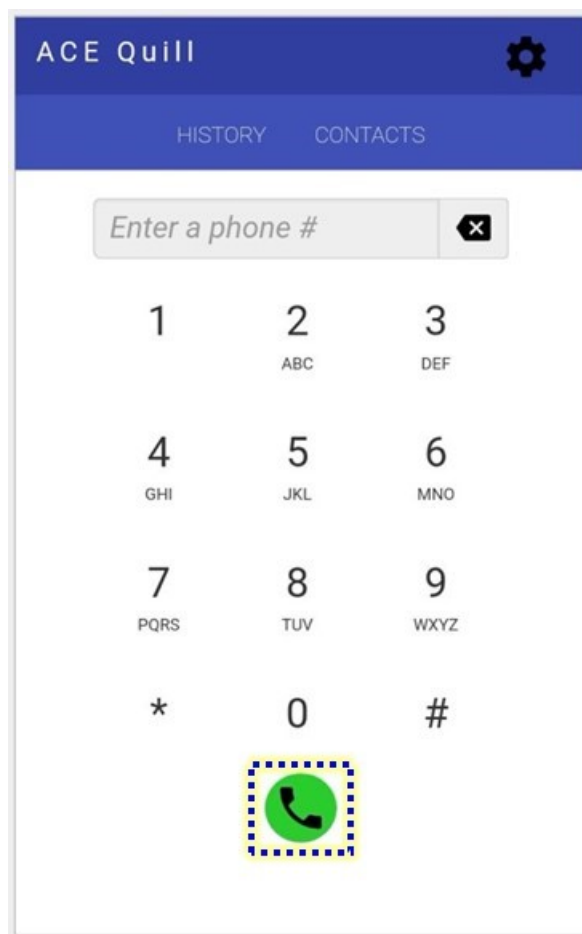 ACE Quill
HISTORY CONTACTS
Enter a phone #
1 2 3
ABC DEF
4 5 6
GHI JKL MNO
7 8 9
PQRS TUV WXYZ
* 0 #